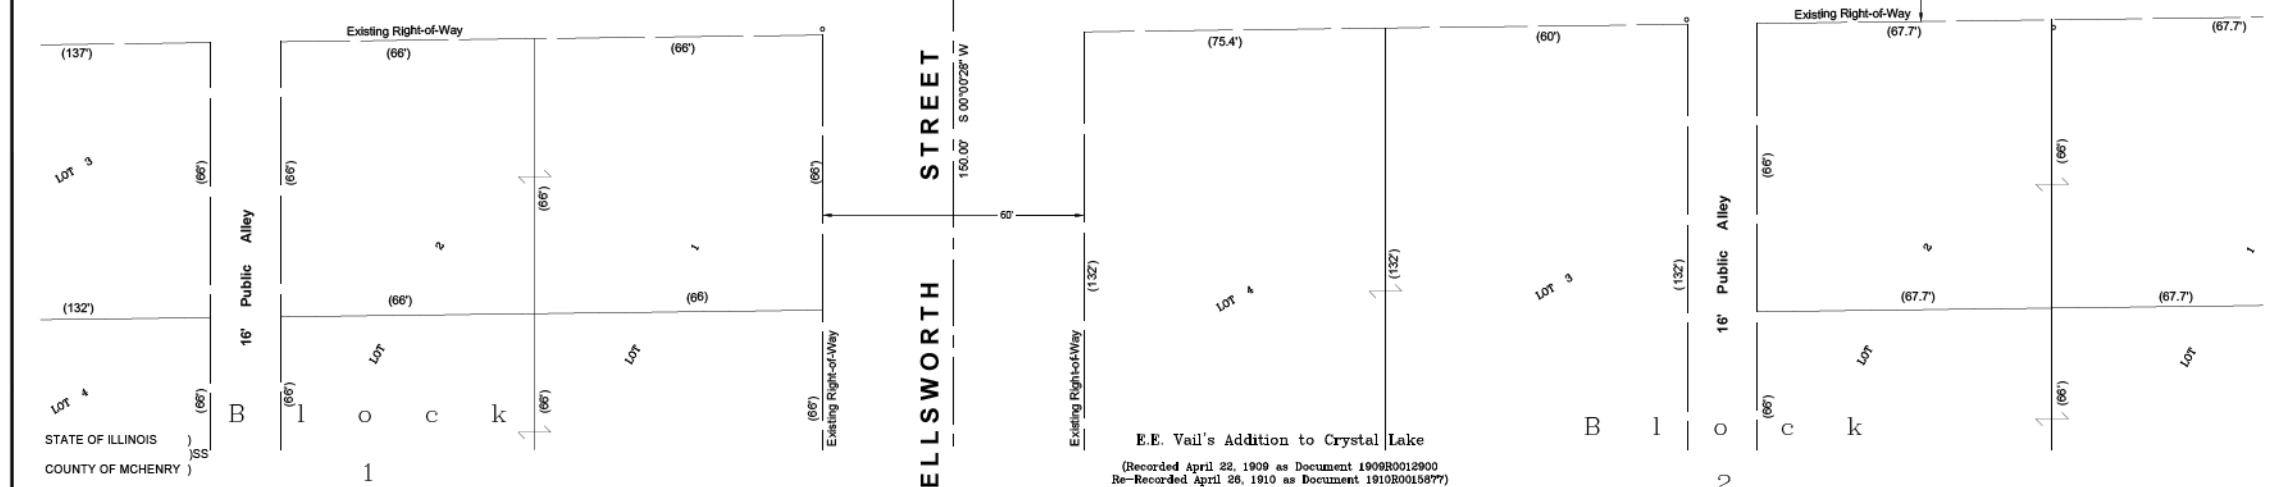 Existing Right-of-Way
(137')
(66')
(66')
LOT 3
(66')
(66')
(66')
(66')
16' Public Alley
2
1
(132')
(66')
(66)
LOT
LOT
LOT 4
(66')
(66')
(66')
(66')
B l o c k
1
STATE OF ILLINOIS )
)SS
COUNTY OF MCHENRY )
Existing Right-of-Way
ELLSWORTH STREET
150.00' S 00°00'28" W
60'
Existing Right-of-Way
(75.4')
(60')
(132')
(132')
(132')
LOT 4
LOT 3
E.E. Vail's Addition to Crystal Lake
(Recorded April 22, 1909 as Document 1909R0012900
Re-Recorded April 26, 1910 as Document 1910R0015877)
Existing Right-of-Way
(67.7')
(67.7')
(66')
(66')
16' Public Alley
2
1
(67.7')
(67.7')
LOT
LOT
(66')
(66')
B l o c k
2